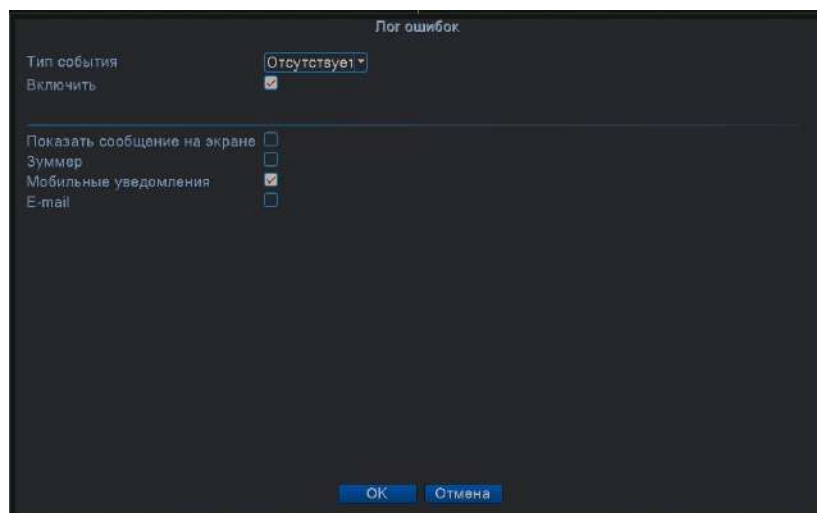 Лог ошибок
Тип события Отсутствует
Включить
Показать сообщение на экране
Зуммер
Мобильные уведомления
E-mail
OK Отмена